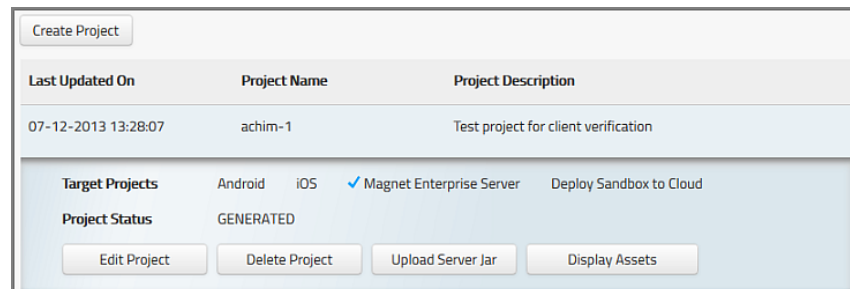 Create Project
Last Updated On Project Name Project Description
07-12-2013 13:28:07 achim-1 Test project for client verification
Target Projects Android iOS Magnet Enterprise Server Deploy Sandbox to Cloud
Project Status GENERATED
Edit Project Delete Project Upload Server Jar Display Assets